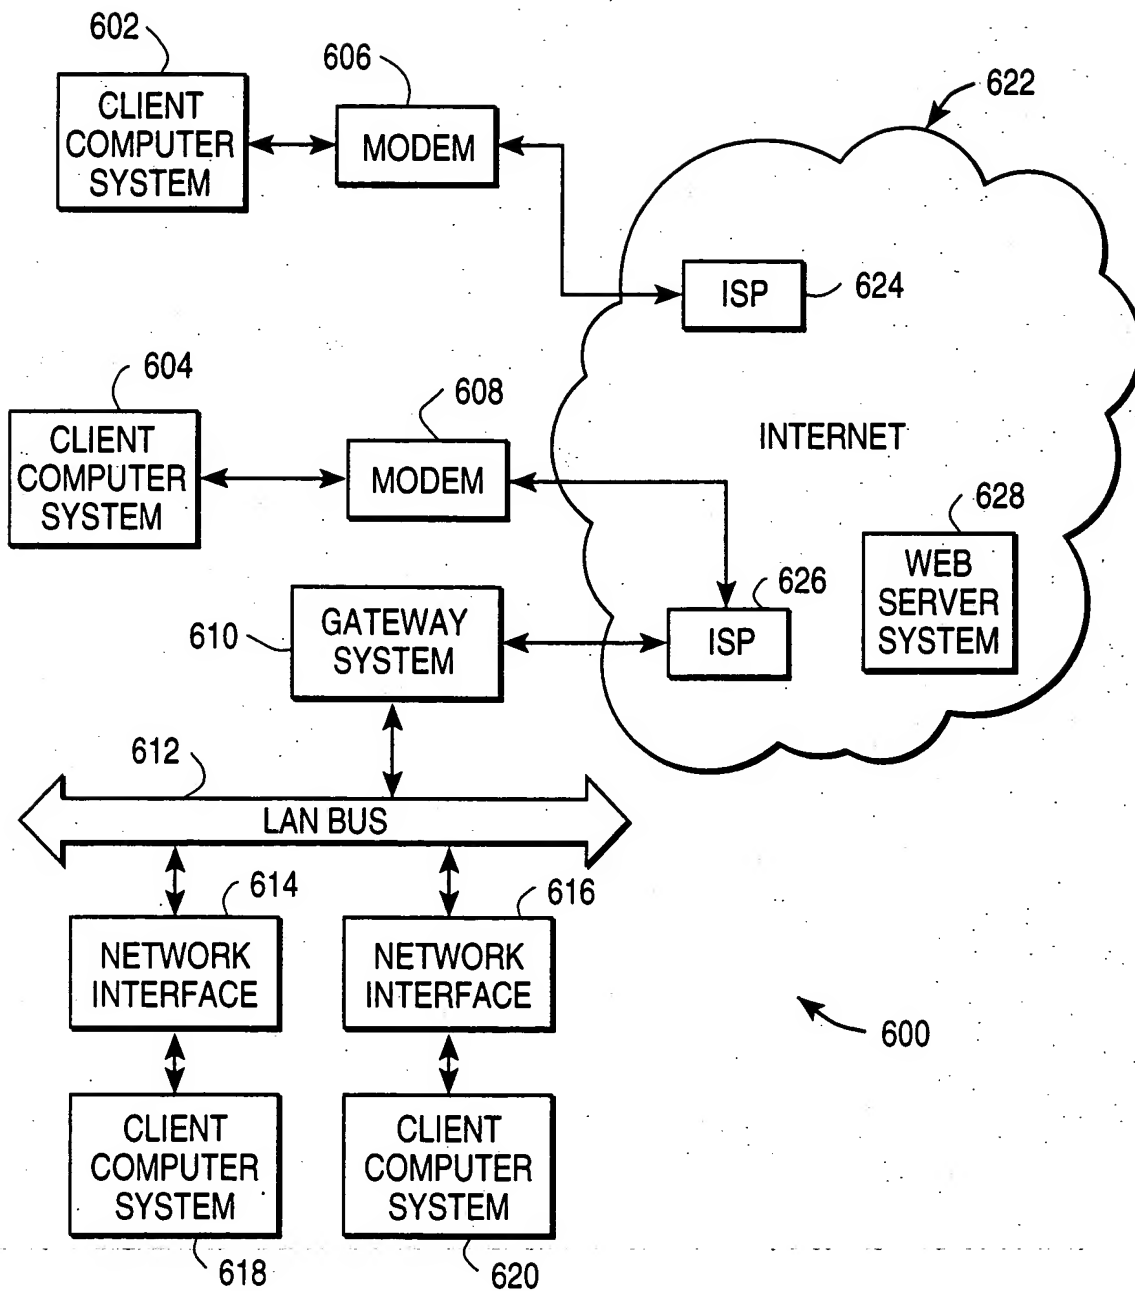 602
CLIENT
COMPUTER
SYSTEM
606
MODEM
622
ISP
624
604
CLIENT
COMPUTER
SYSTEM
608
MODEM
INTERNET
628
WEB
SERVER
SYSTEM
626
ISP
610
GATEWAY
SYSTEM
612
LAN BUS
614
NETWORK
INTERFACE
616
NETWORK
INTERFACE
600
CLIENT
COMPUTER
SYSTEM
618
CLIENT
COMPUTER
SYSTEM
620